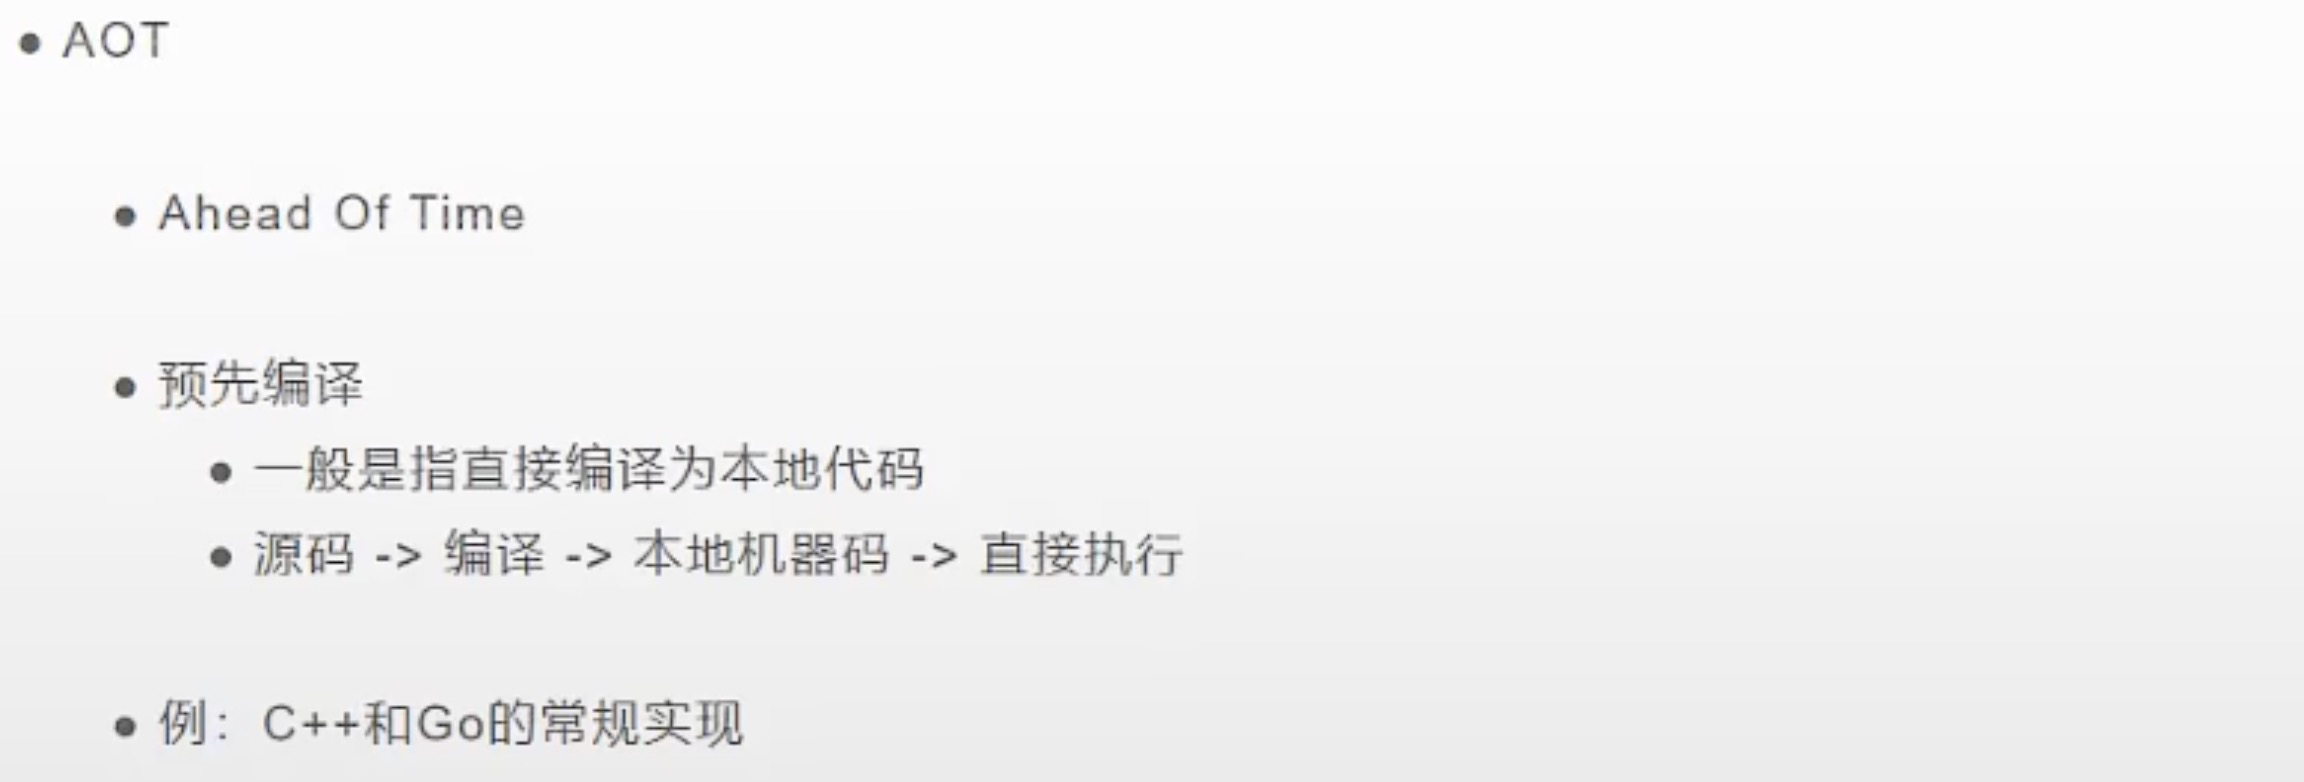 • AOT
• Ahead Of Time
• 预先编译
• 一般是指直接编译为本地代码
• 源码 -> 编译 -> 本地机器码 -> 直接执行
• 例：C++和Go的常规实现